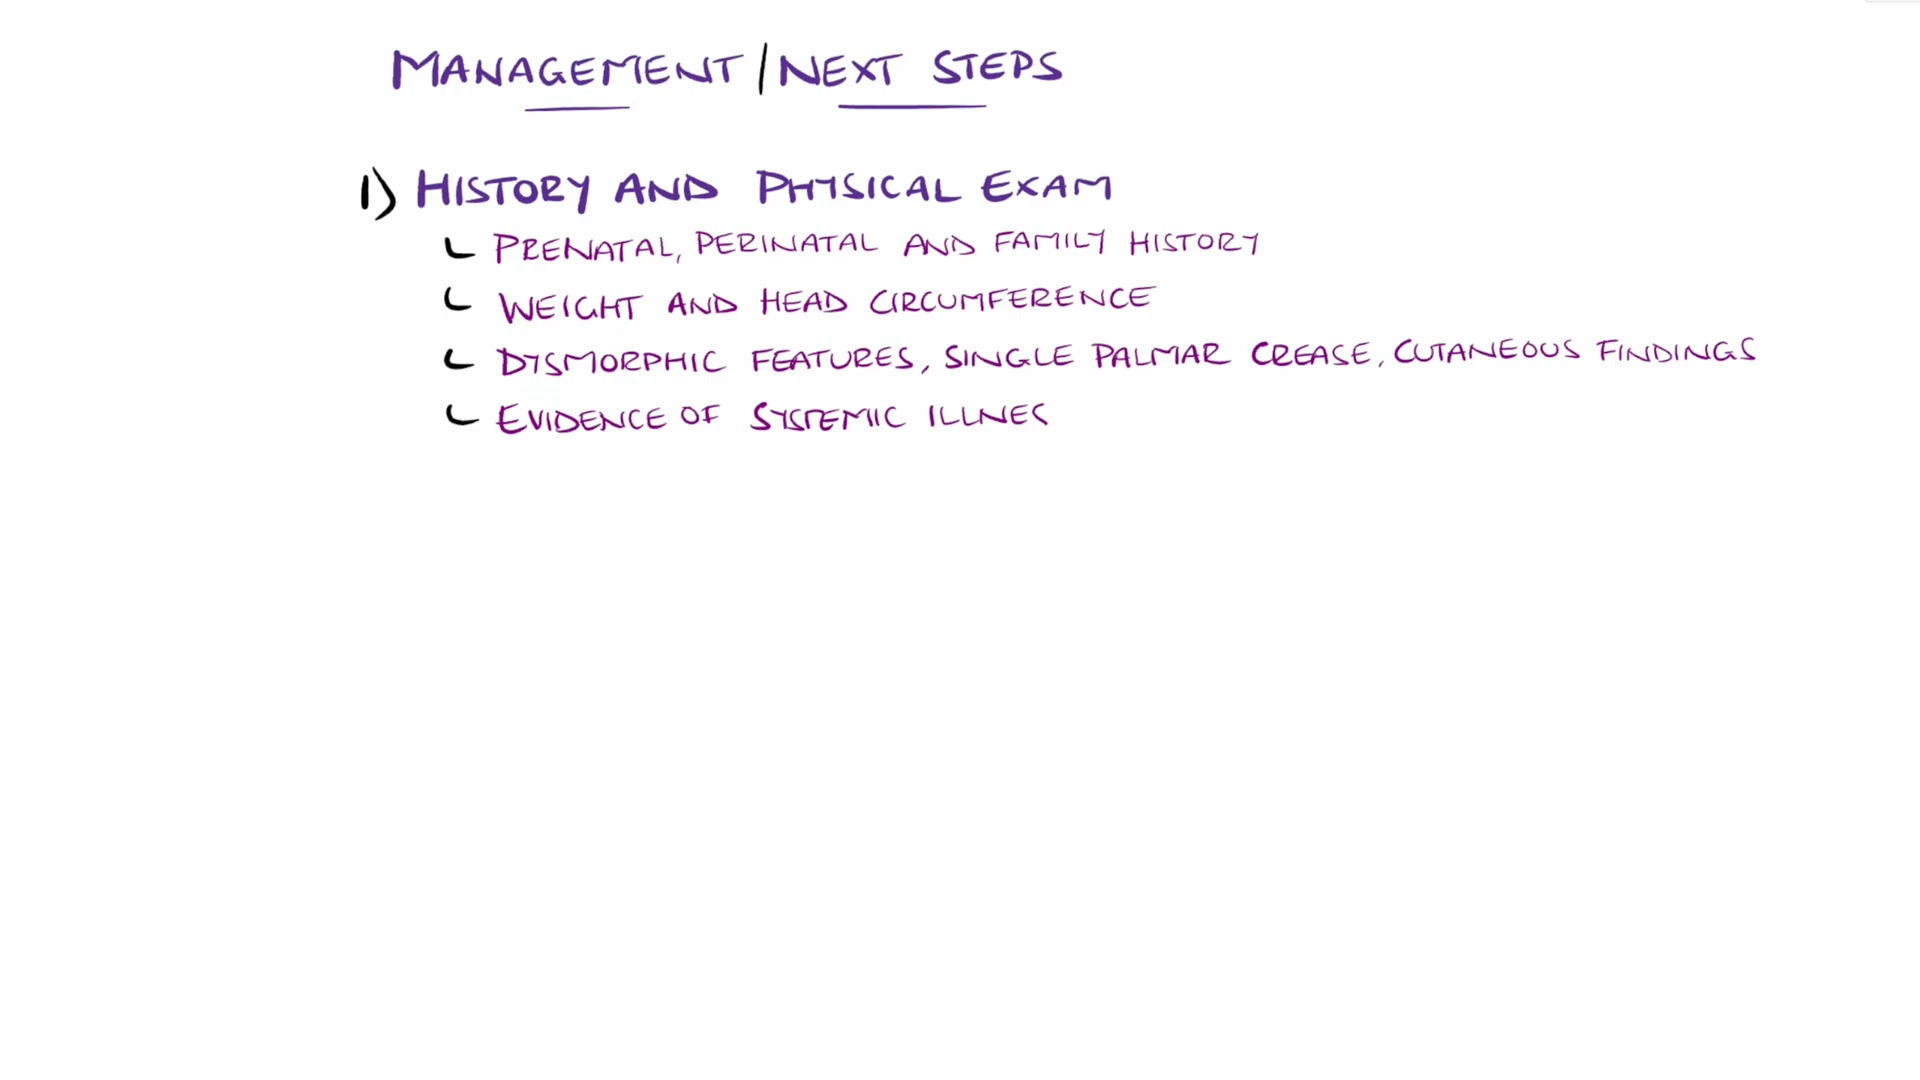 MANAGEMENT/NEXT STEPS
1) HISTORY AND PHYSICAL EXAM
PRENATAL, PERINATAL AND FAMILY HISTORY
WEIGHT AND HEAD CIRCUMFERENCE
DYSMORPHIC FEATURES, SINGLE PALMAR CREASE, CUTANEOUS FINDINGS
EVIDENCE OF SYSTEMIC ILLNES